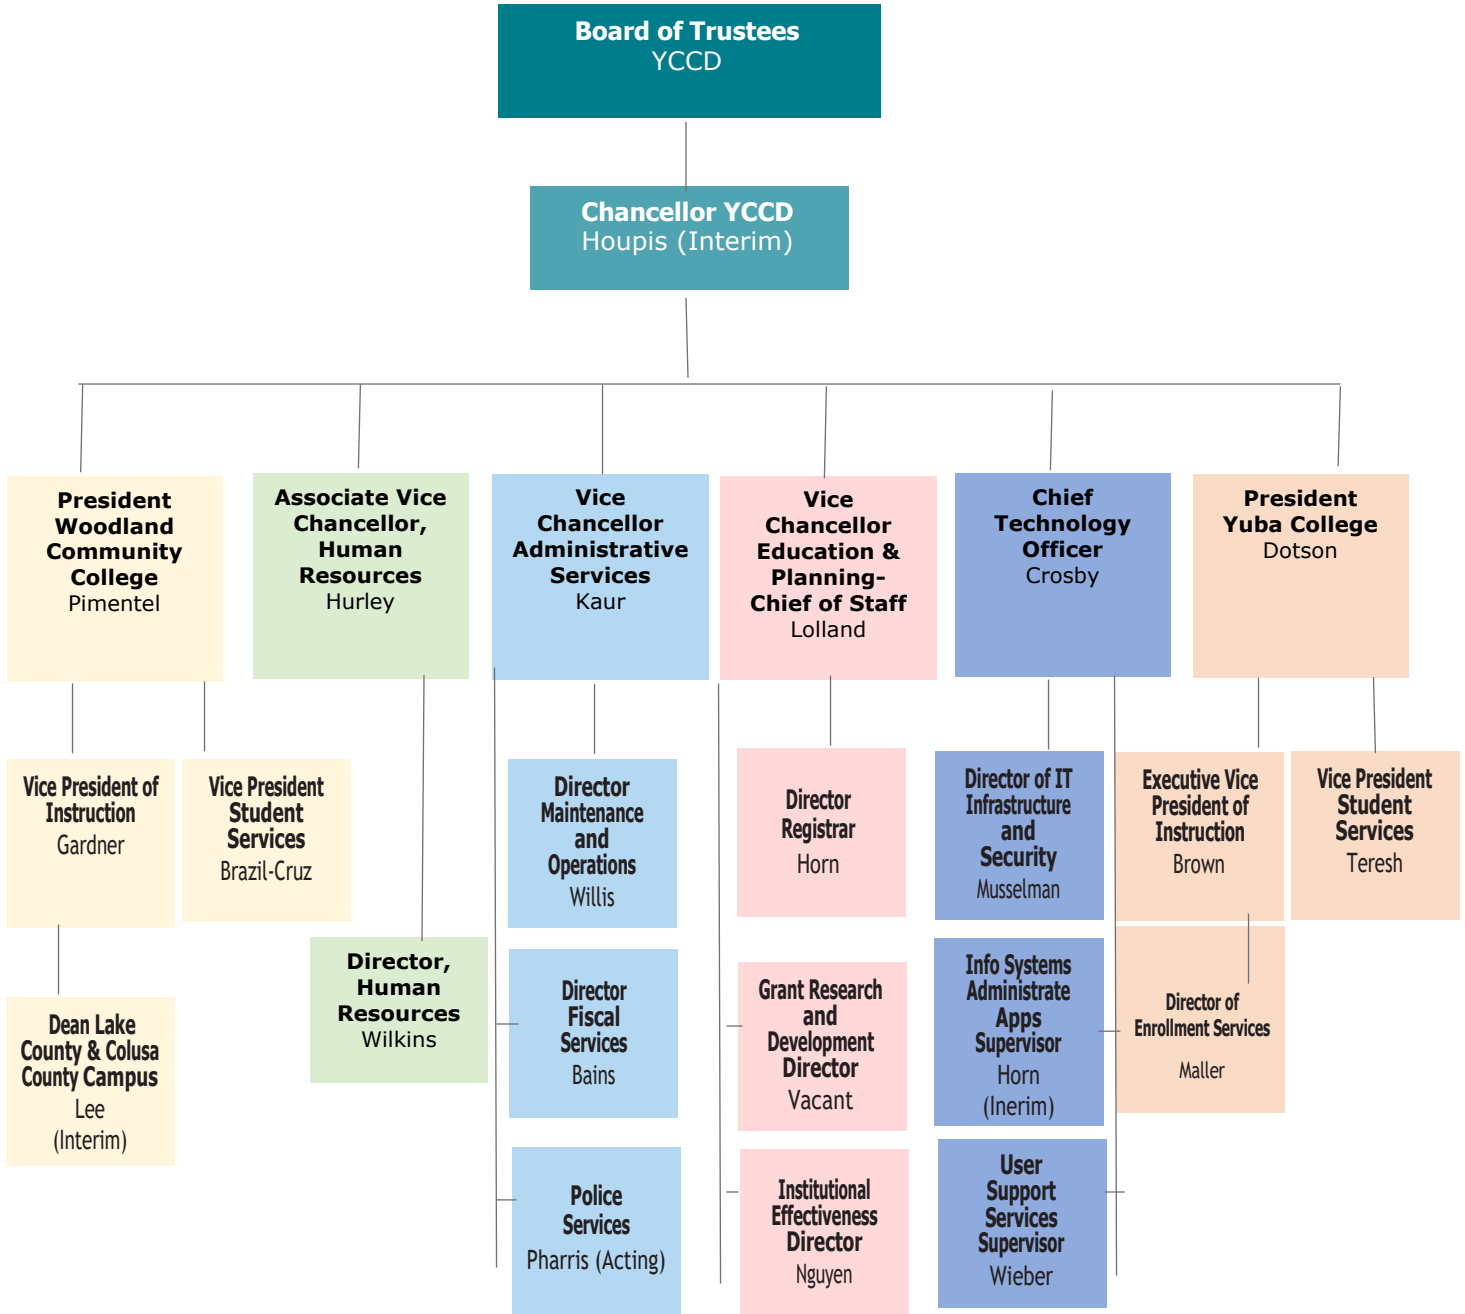 Board of Trustees
YCCD
Chancellor YCCD
Houpis (Interim)
President
Woodland
Community
College
Pimentel
Associate Vice
Chancellor,
Human
Resources
Hurley
Vice
Chancellor
Administrative
Services
Kaur
Vice
Chancellor
Education &
Planning-
Chief of Staff
Lolland
Chief
Technology
Officer
Crosby
President
Yuba College
Dotson
Vice President of
Instruction
Gardner
Vice President
Student
Services
Brazil-Cruz
Director
Maintenance
and
Operations
Willis
Director
Registrar
Horn
Director of IT
Infrastructure
and
Security
Musselman
Executive Vice
President of
Instruction
Brown
Vice President
Student
Services
Teresh
Dean Lake
County & Colusa
County Campus
Lee
(Interim)
Director,
Human
Resources
Wilkins
Director
Fiscal
Services
Bains
Grant Research
and
Development
Director
Vacant
Info Systems
Administrate
Apps
Supervisor
Horn
(Inerim)
Director of
Enrollment Services
Maller
Police
Services
Pharris (Acting)
Institutional
Effectiveness
Director
Nguyen
User
Support
Services
Supervisor
Wieber